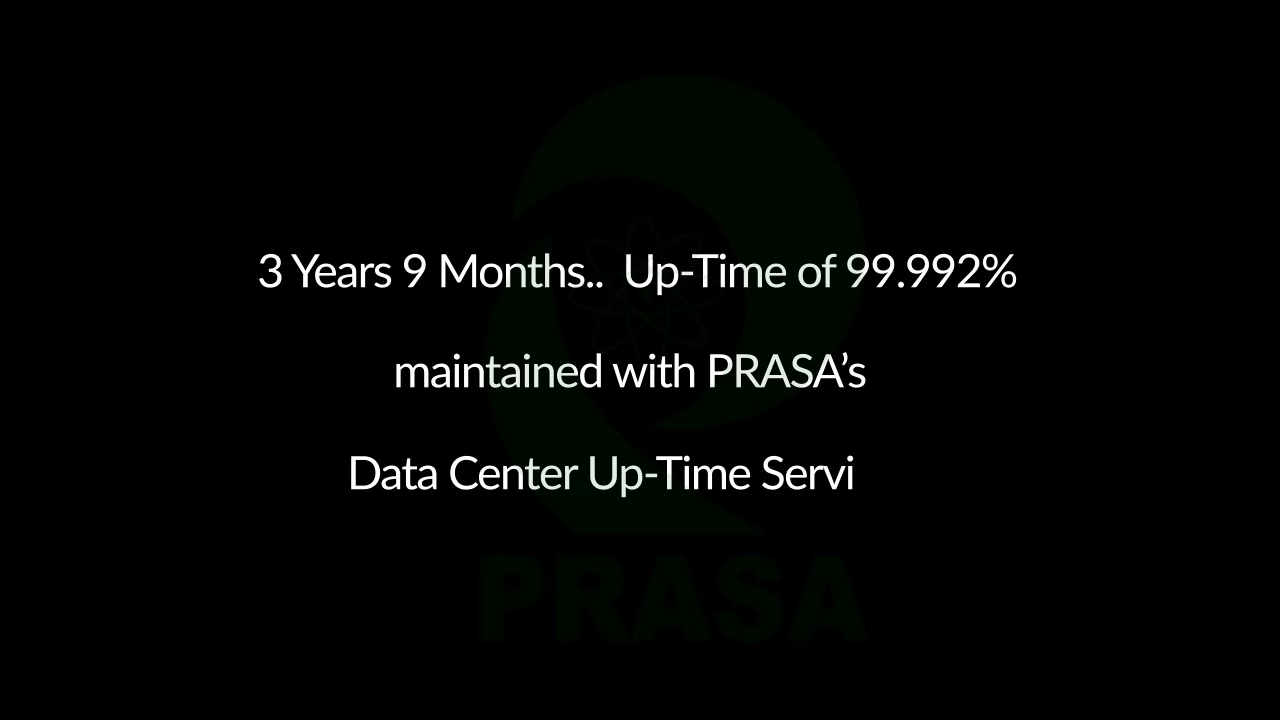 3 Years 9 Months.. Up-Time of 99.992%
maintained with PRASA’s
Data Center Up-Time Servi
PRASA